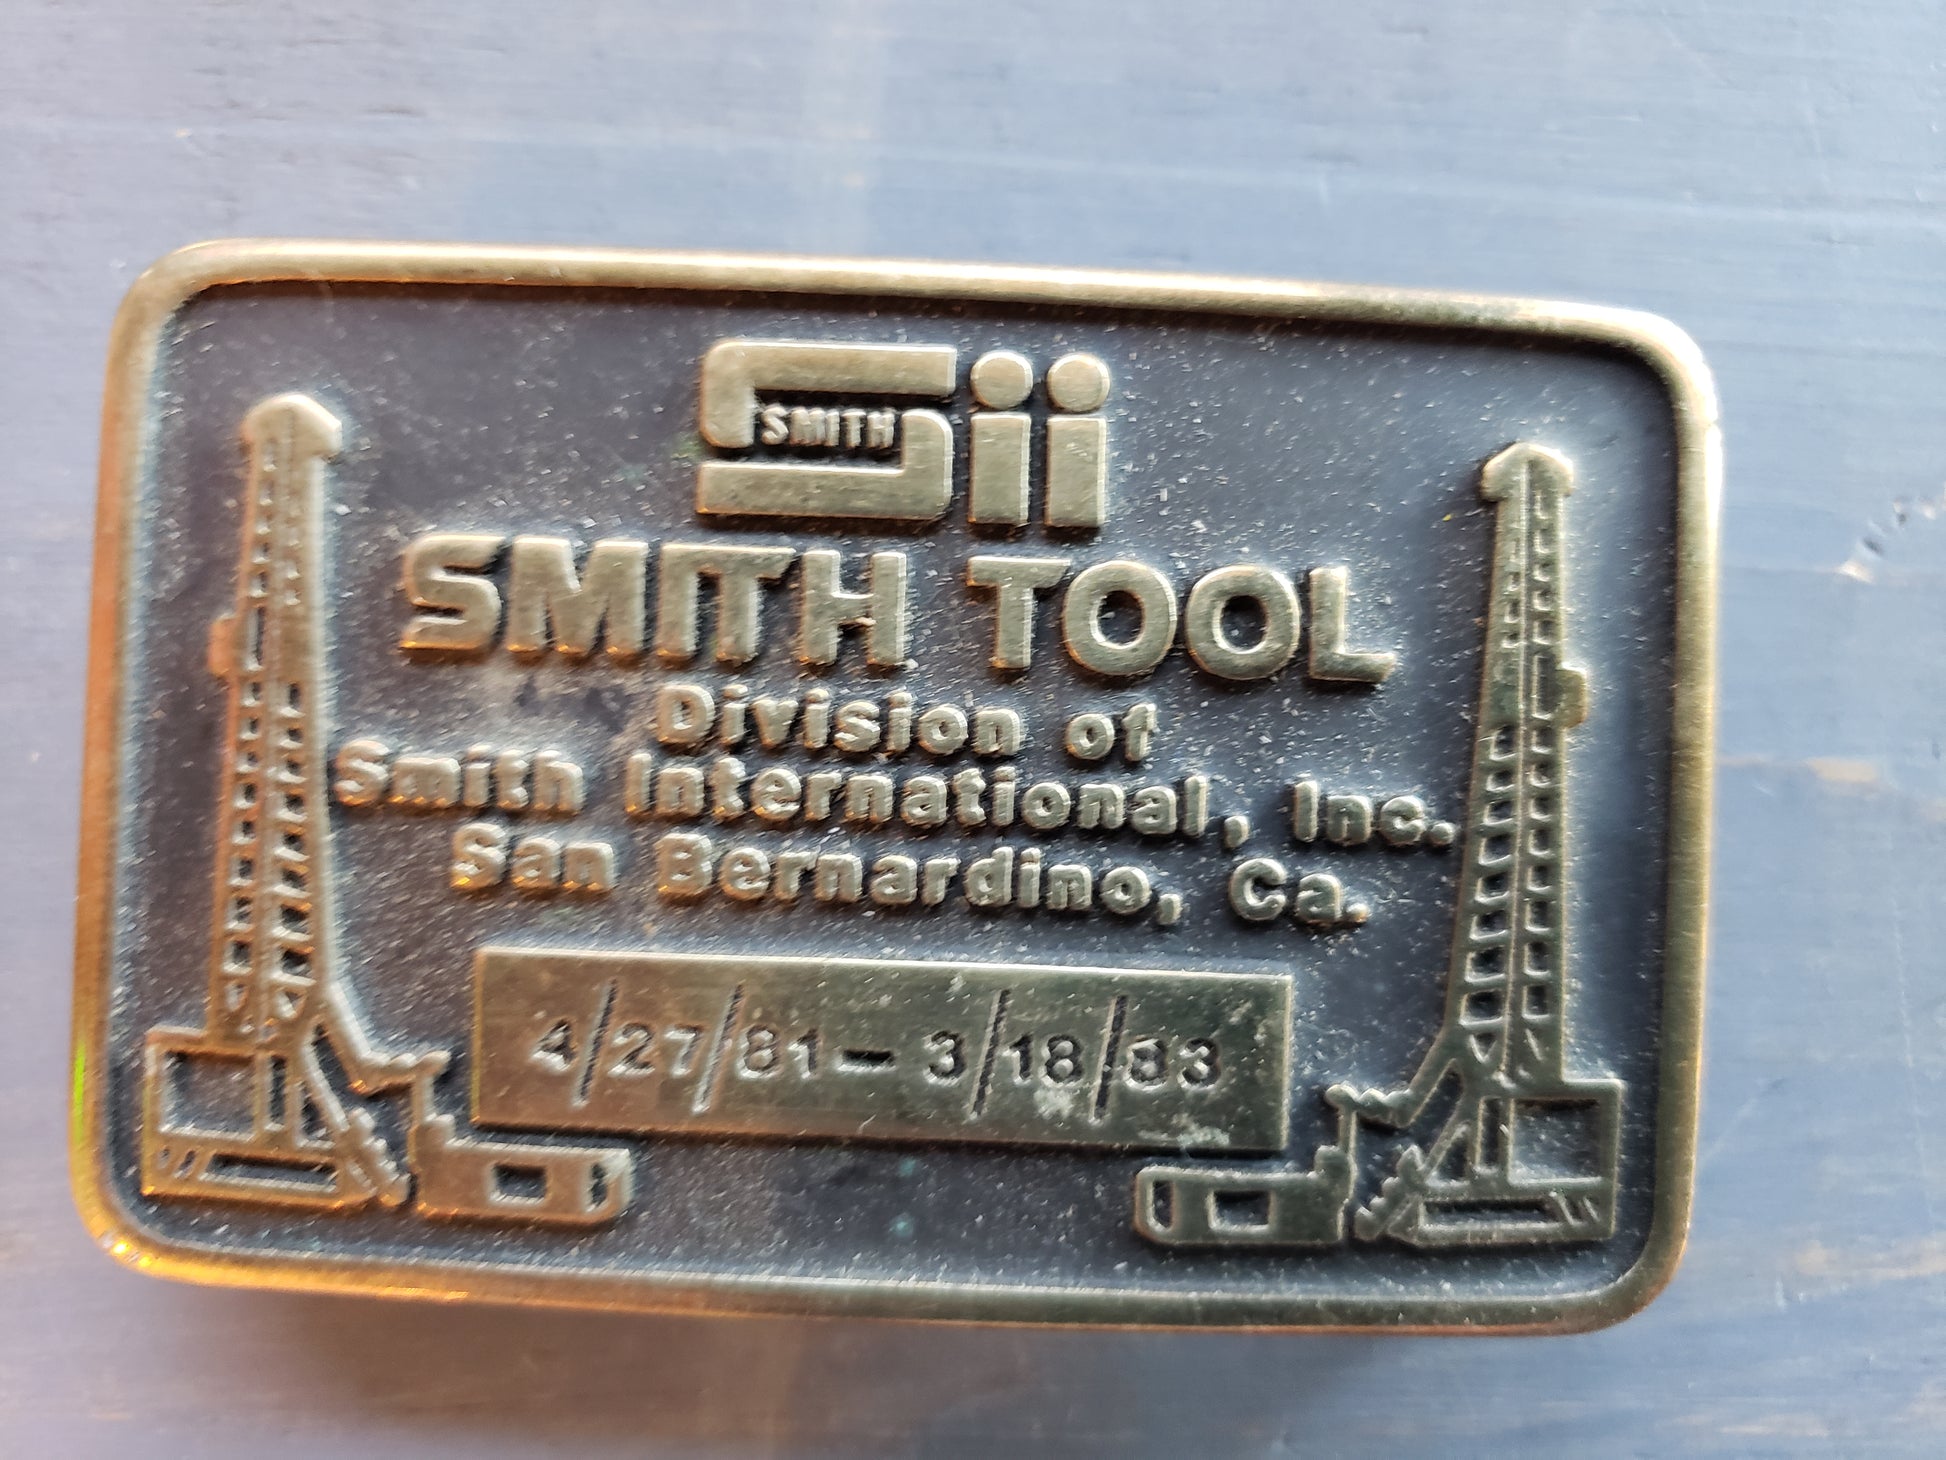 Sii
SMITH
SMITH TOOL
Division of
Smith International, Inc.
San Bernardino, Ca.
4/27/81-3/18/83